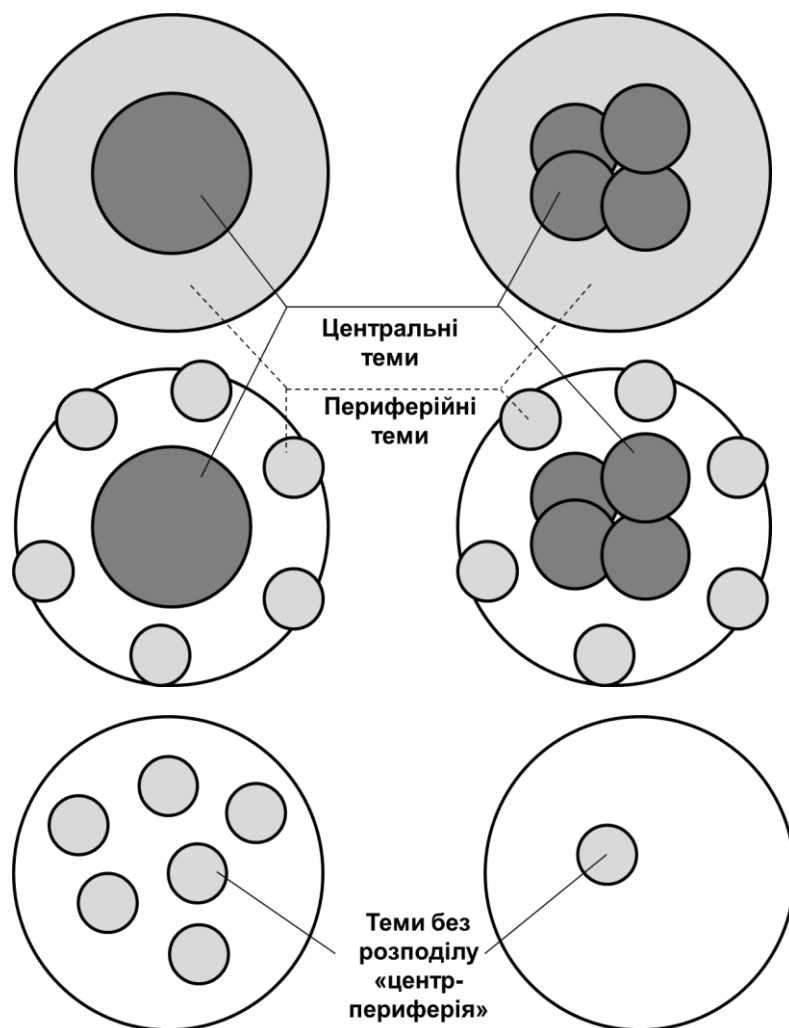 Центральні
теми
Периферійні
теми
Теми без
розподілу
«центр-
периферія»